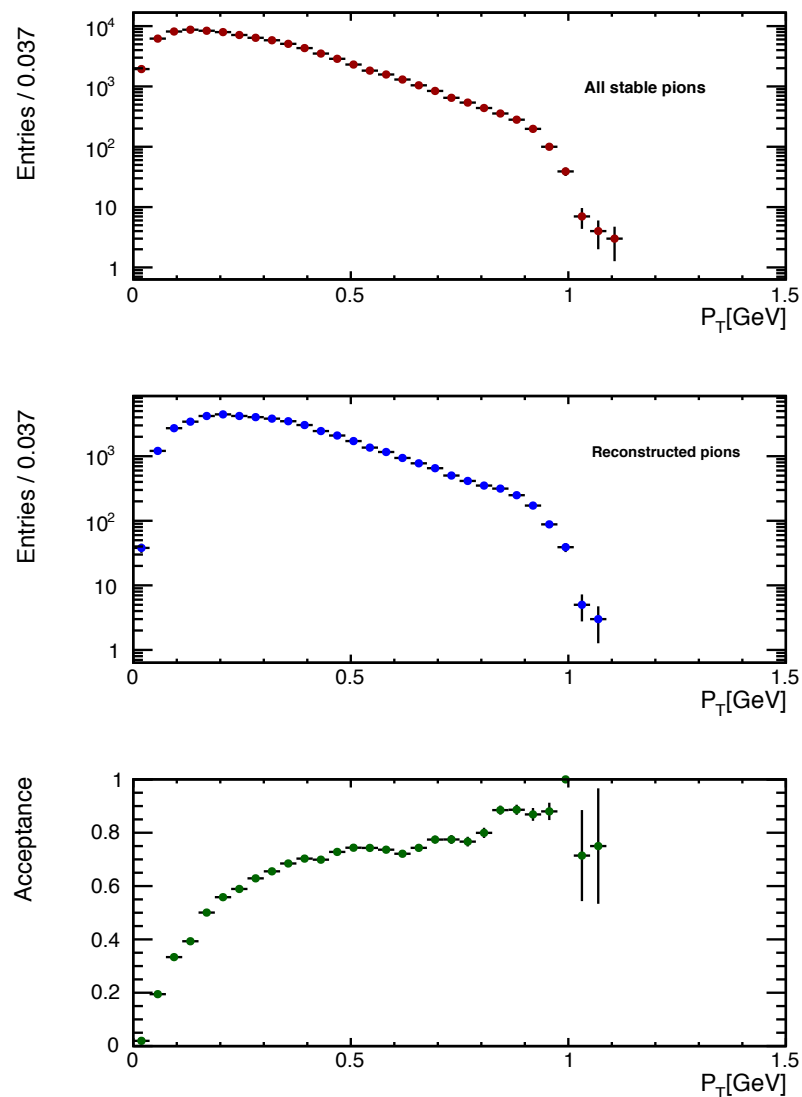 Entries / 0.037
10^4
10^3
10^2
10
1
All stable pions
0 0.5 1 1.5
P_T[GeV]
Entries / 0.037
10^3
10^2
10
1
Reconstructed pions
0 0.5 1 1.5
P_T[GeV]
Acceptance
1
0.8
0.6
0.4
0.2
0
0 0.5 1 1.5
P_T[GeV]